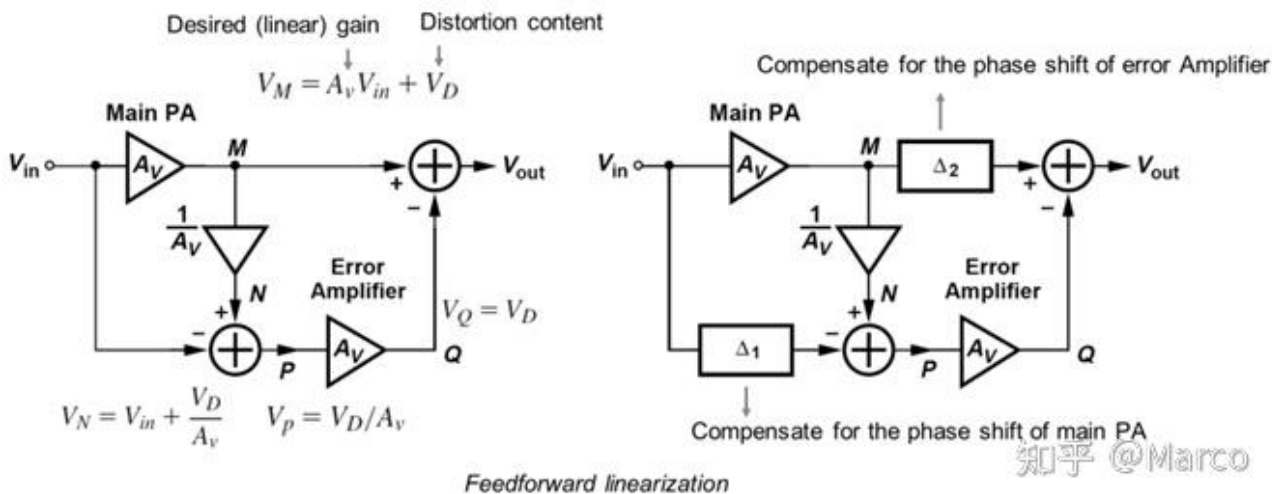 Desired (linear) gain Distortion content
V_M = A_v V_in + V_D
Main PA
V_in
A_V
M
+
−
V_out
1/A_V
N
Error
Amplifier
V_Q = V_D
+
−
P
A_V
Q
V_N = V_in + V_D/A_v
V_p = V_D/A_v
Compensate for the phase shift of error Amplifier
Main PA
V_in
A_V
M
Δ_2
+
−
V_out
1/A_V
N
Error
Amplifier
Δ_1
+
−
P
A_V
Q
Compensate for the phase shift of main PA
知乎 @Marco
Feedforward linearization